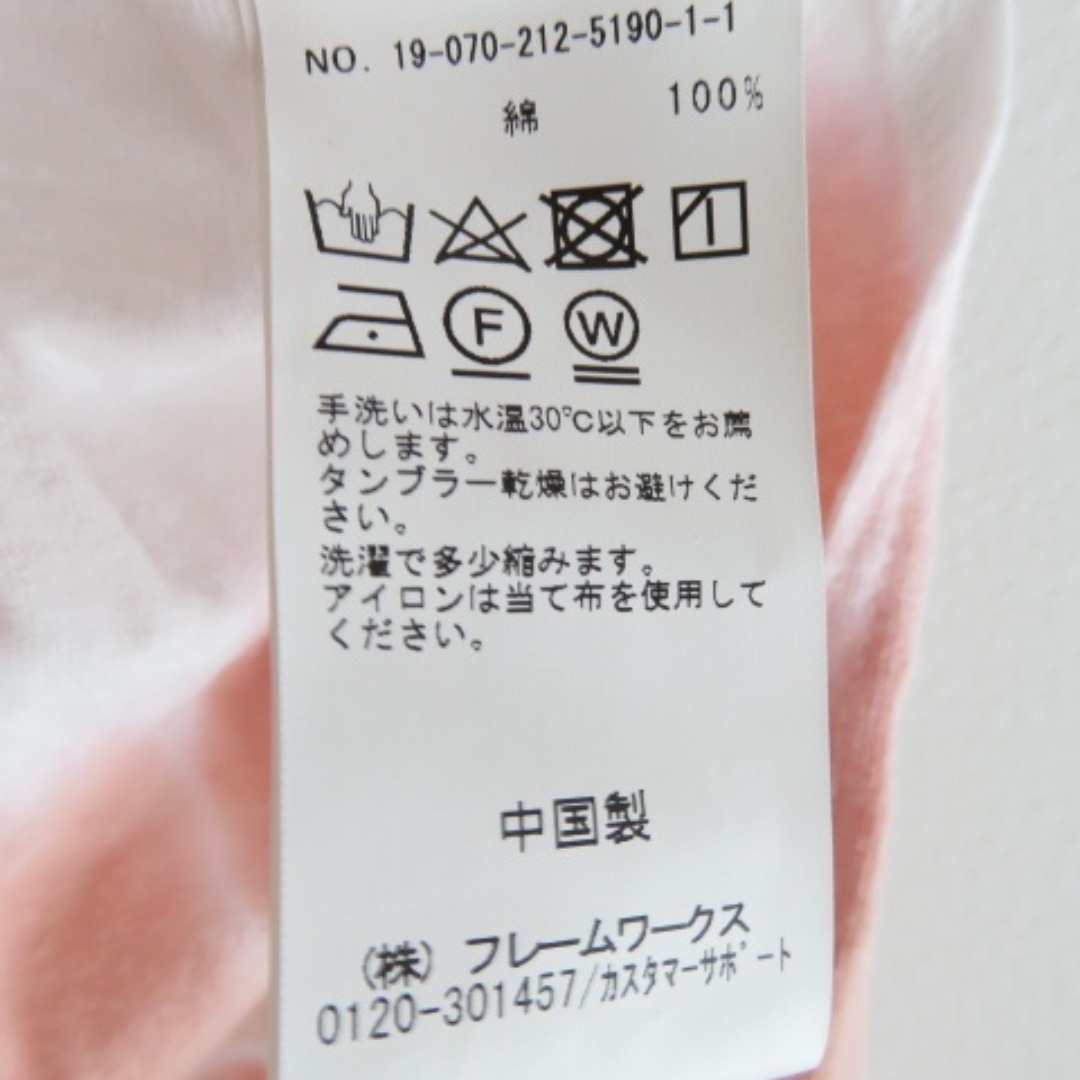 NO. 19-070-212-5190-1-1
綿 100%
F W
手洗いは水温30℃以下をお薦
めします。
タンブラー乾燥はお避けくだ
さい。
洗濯で多少縮みます。
アイロンは当て布を使用して
ください。
中国製
(株) フレームワークス
0120-301457/カスタマーサポート